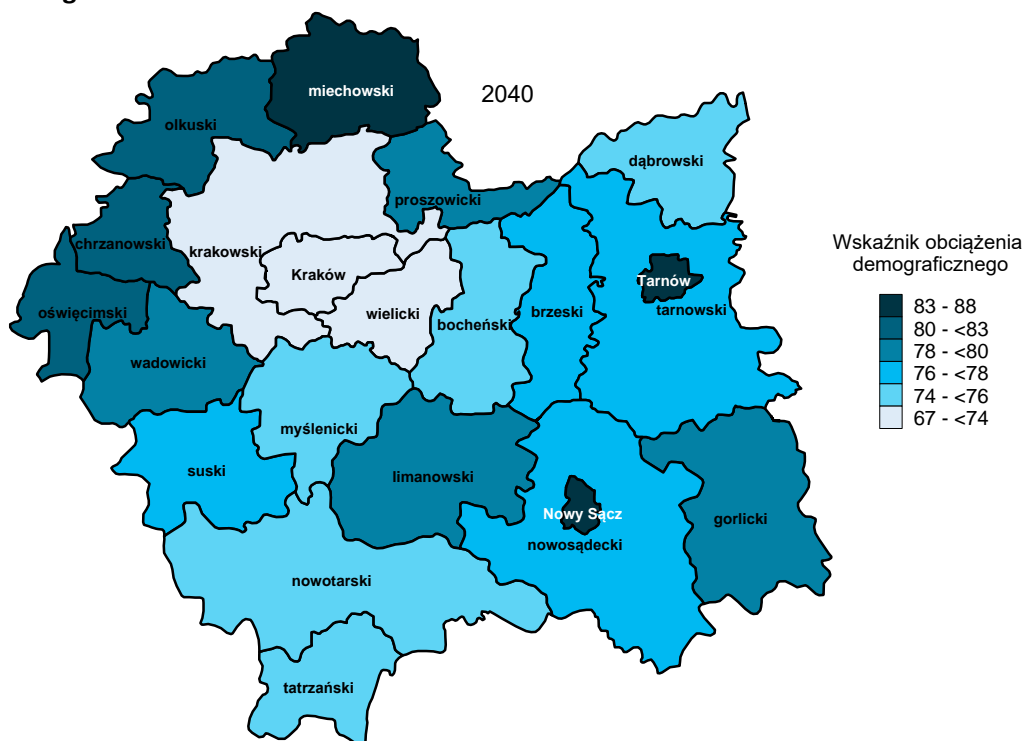 miechowski
2040
olkuski
dąbrowski
proszowicki
chrzanowski
krakowski
Kraków
Tarnów
oświęcimski
wielicki
bocheński
brzeski
tarnowski
wadowicki
myślenicki
suski
limanowski
Nowy Sącz
gorlicki
nowosądecki
nowotarski
tatrzański
Wskaźnik obciążenia
demograficznego
83 - 88
80 - <83
78 - <80
76 - <78
74 - <76
67 - <74